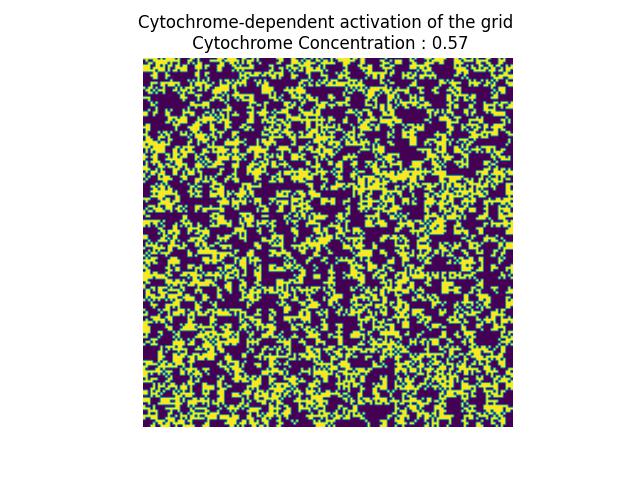 Cytochrome-dependent activation of the grid
Cytochrome Concentration : 0.57